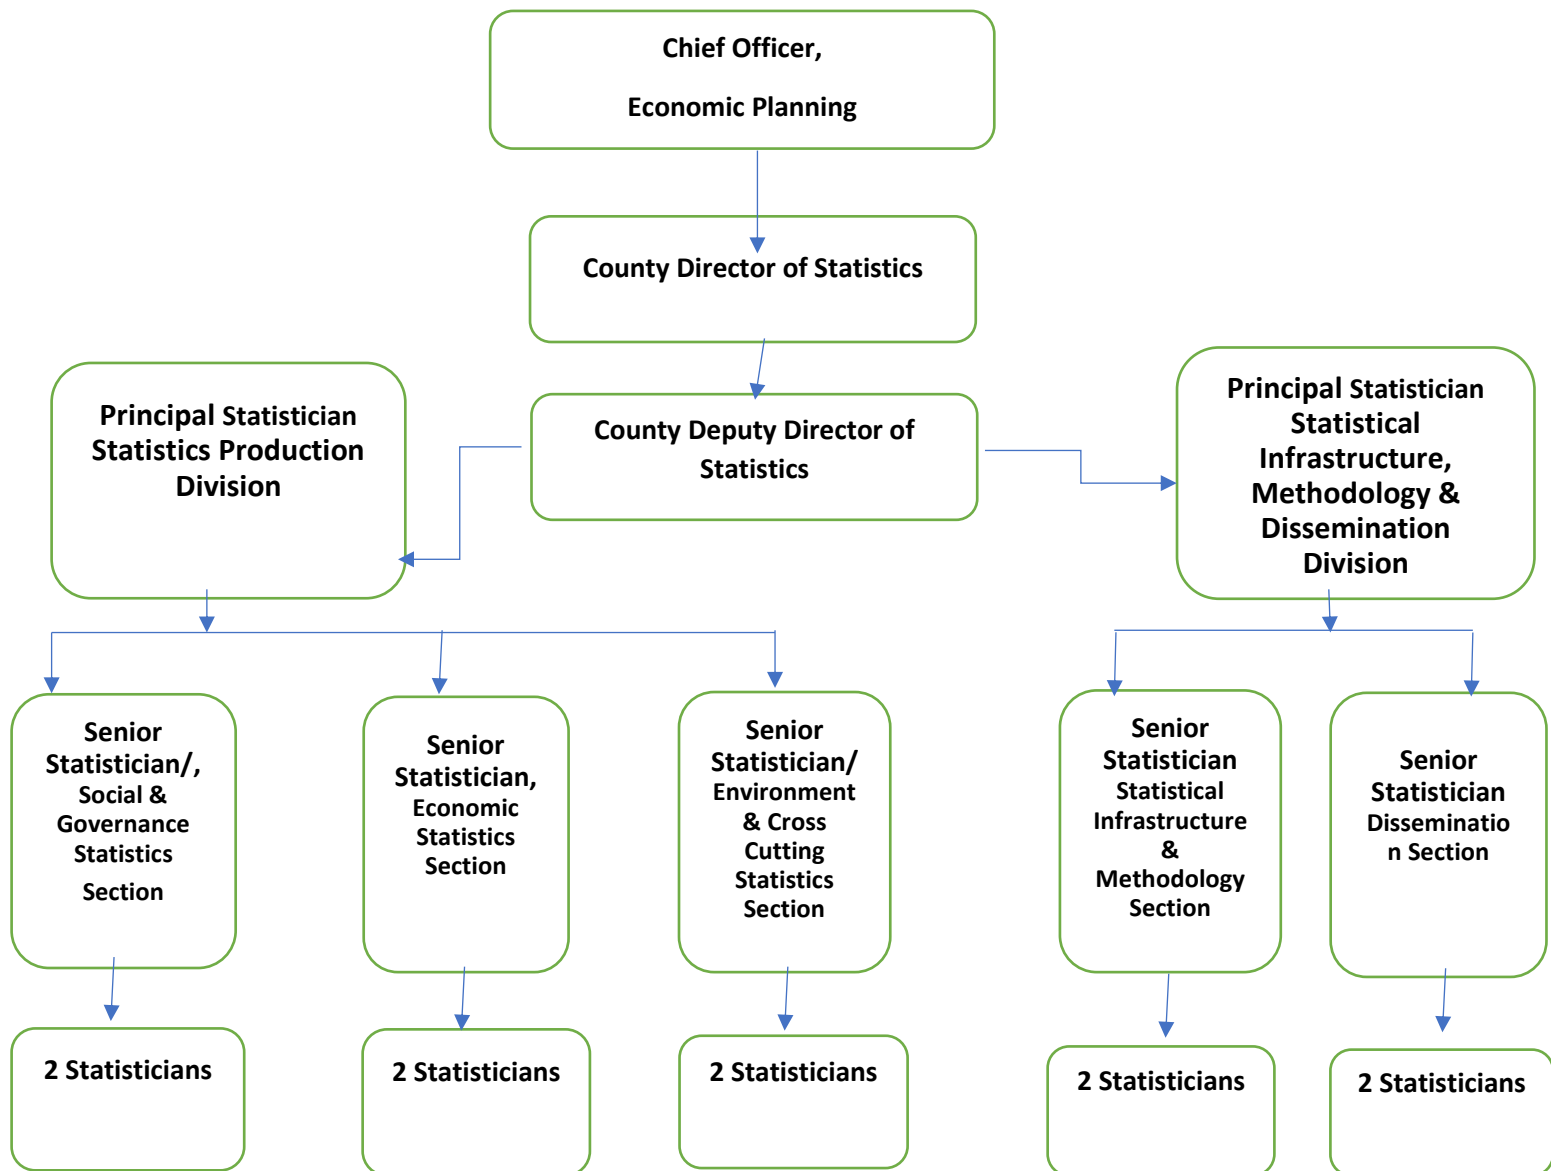 Chief Officer,
Economic Planning
County Director of Statistics
County Deputy Director of
Statistics
Principal Statistician
Statistics Production
Division
Principal Statistician
Statistical
Infrastructure,
Methodology &
Dissemination
Division
Senior
Statistician/,
Social &
Governance
Statistics
Section
Senior
Statistician,
Economic
Statistics
Section
Senior
Statistician/
Environment
& Cross
Cutting
Statistics
Section
Senior
Statistician
Statistical
Infrastructure
&
Methodology
Section
Senior
Statistician
Disseminatio
n Section
2 Statisticians
2 Statisticians
2 Statisticians
2 Statisticians
2 Statisticians